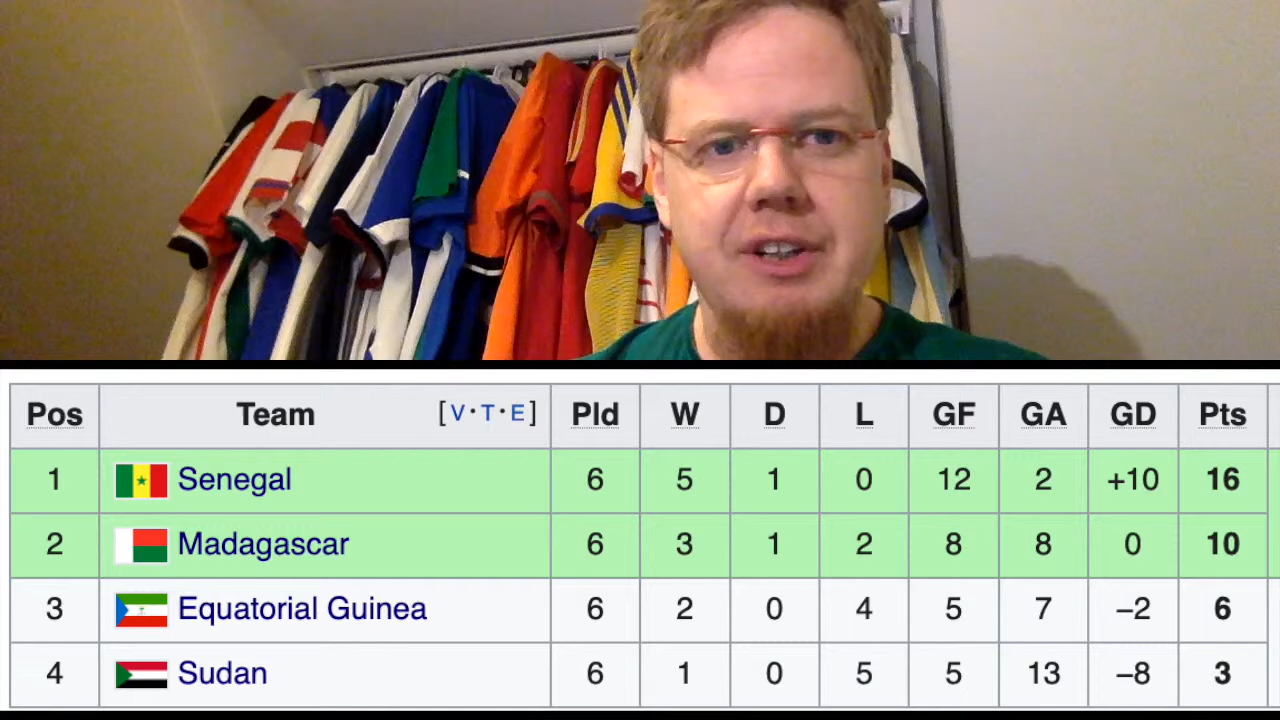 Pos Team [V·T·E] Pld W D L GF GA GD Pts
1 Senegal 6 5 1 0 12 2 +10 16
2 Madagascar 6 3 1 2 8 8 0 10
3 Equatorial Guinea 6 2 0 4 5 7 −2 6
4 Sudan 6 1 0 5 5 13 −8 3